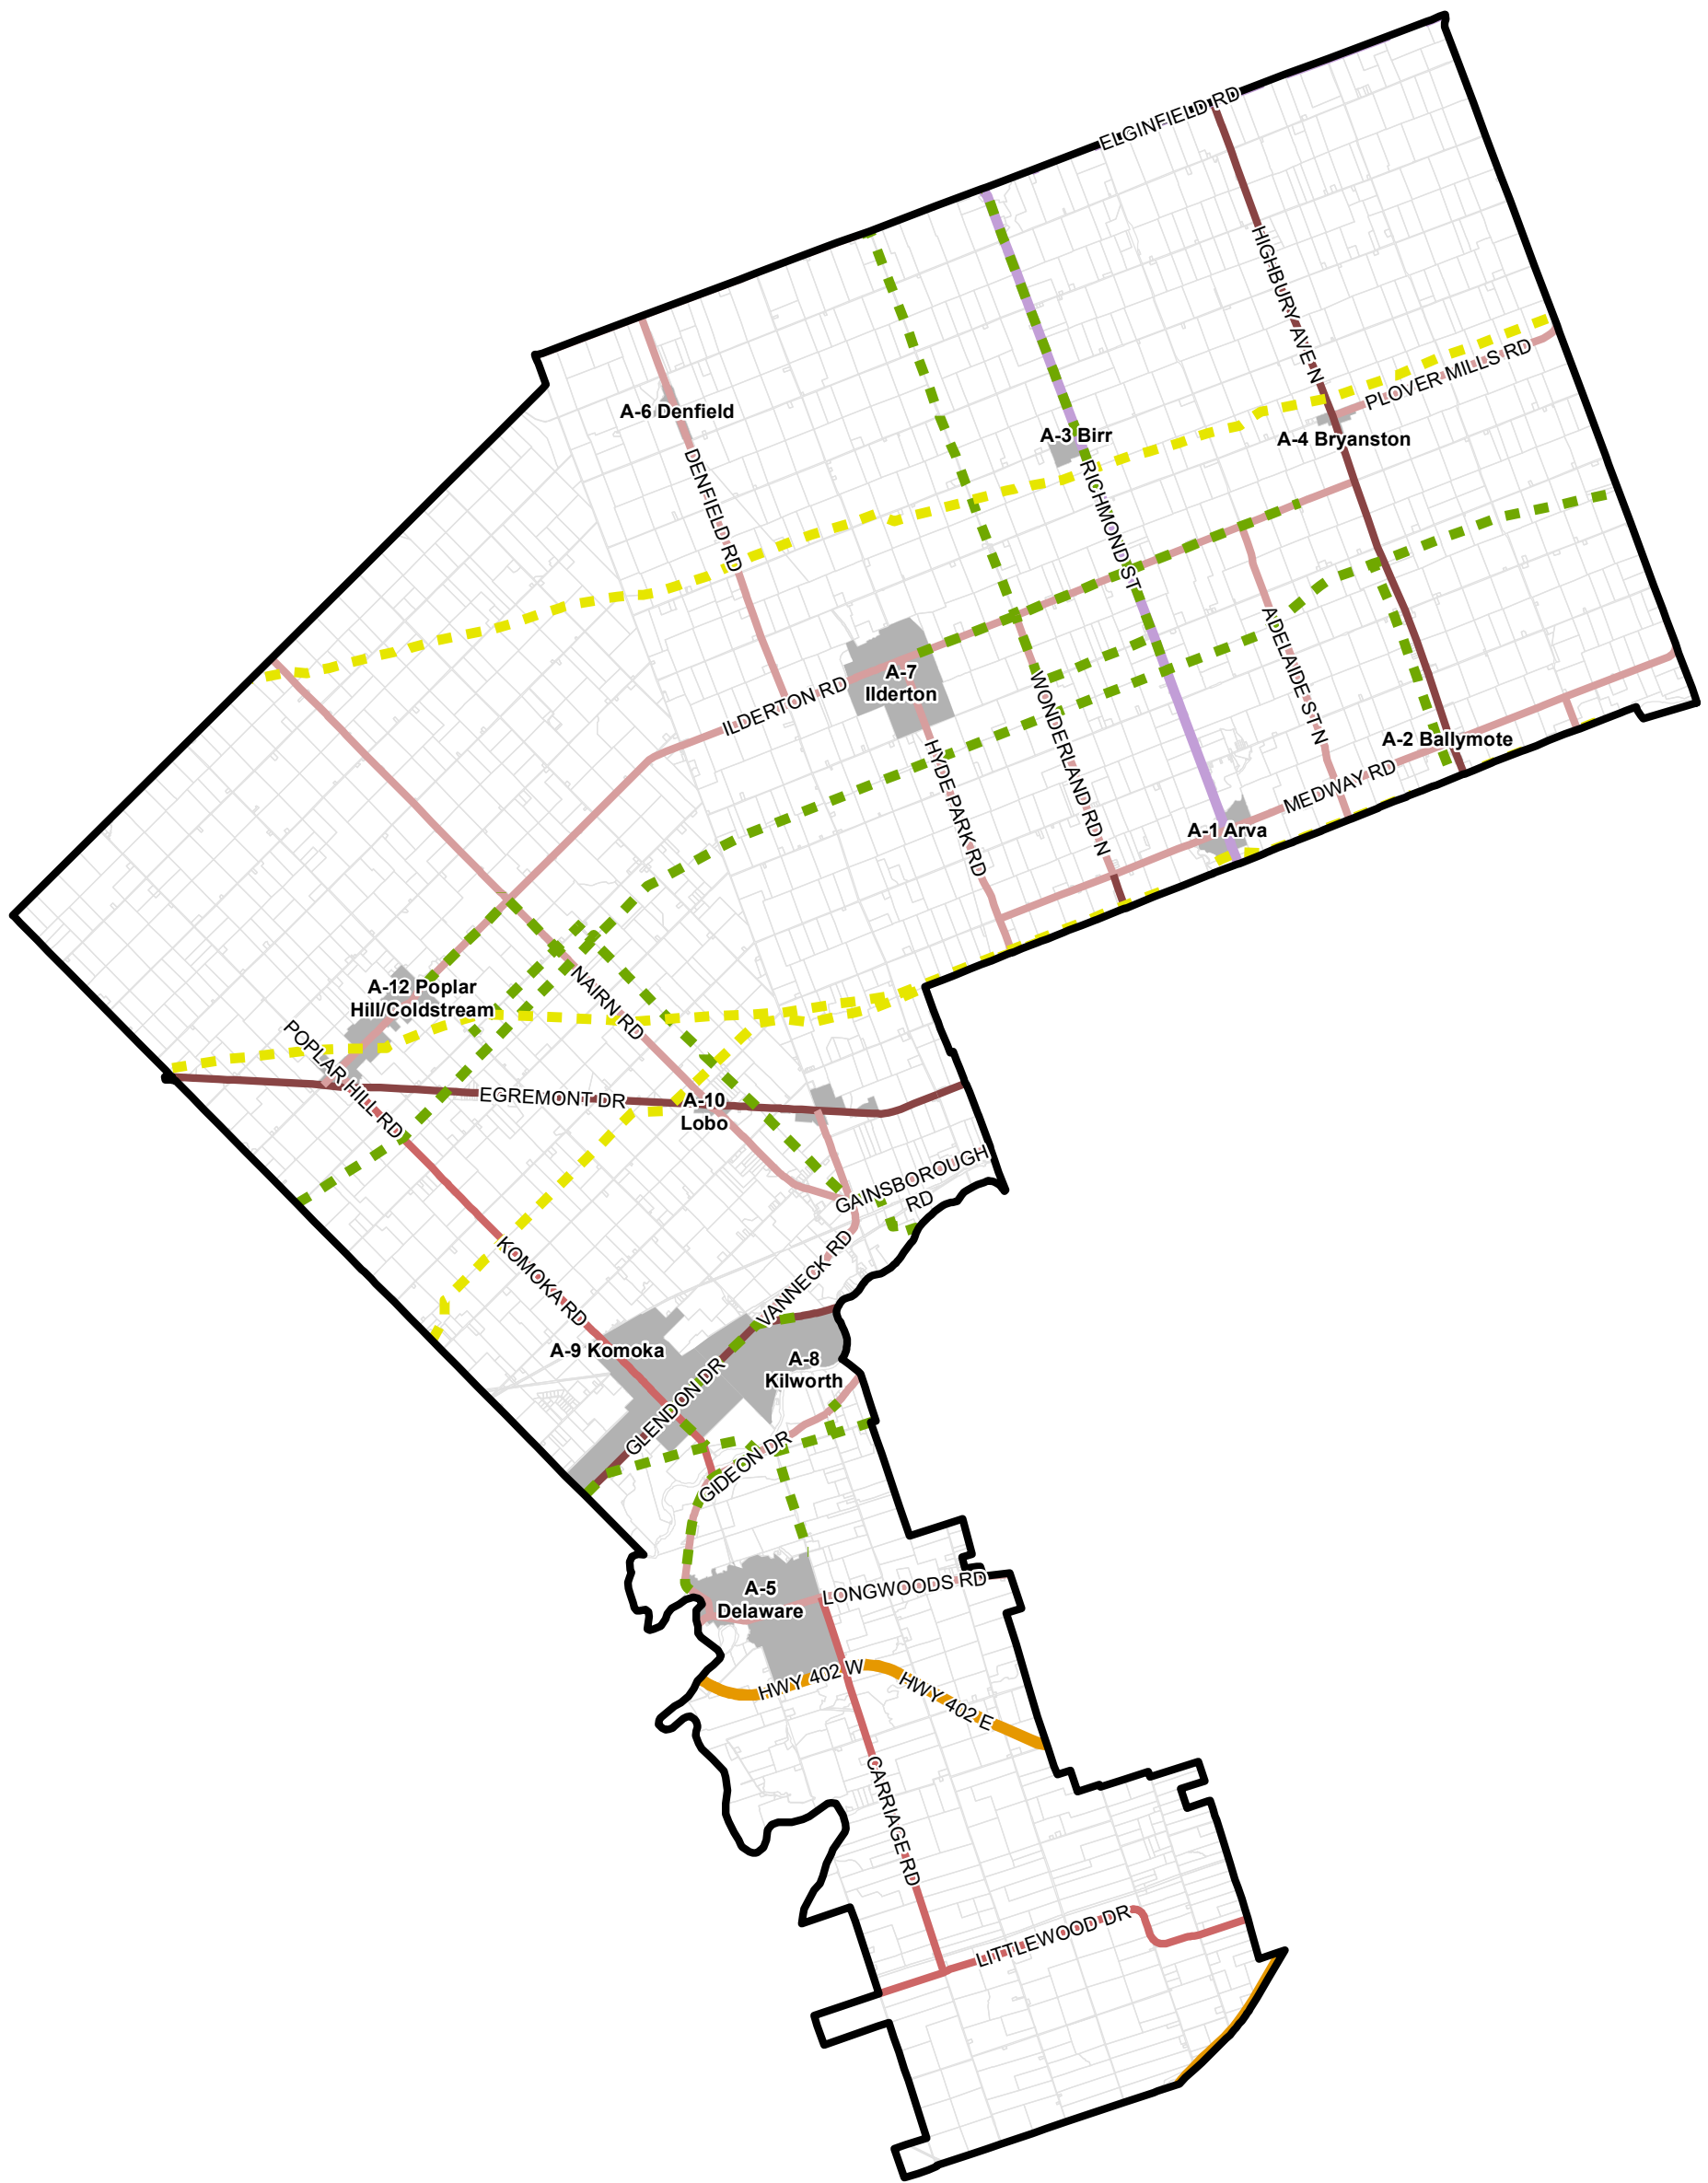 ELGINFIELD RD
HIGHBURY AVE N
PLOVER MILLS RD
A-6 Denfield
A-3 Birr
A-4 Bryanston
DENFIELD RD
RICHMOND ST
ADELAIDE ST N
A-7
Ilderton
ILDERTON RD
WONDERLAND RD N
HYDE PARK RD
A-2 Ballymote
MEDWAY RD
A-1 Arva
A-12 Poplar
Hill/Coldstream
NAIRN RD
POPLAR HILL RD
EGREMONT DR
A-10
Lobo
GAINSBOROUGH
RD
KOMOKA RD
VANNECK RD
A-9 Komoka
A-8
Kilworth
GLENDON DR
GIDEON DR
A-5
Delaware
LONGWOODS RD
HWY 402 W
HWY 402 E
CARRIAGE RD
LITTLEWOOD DR